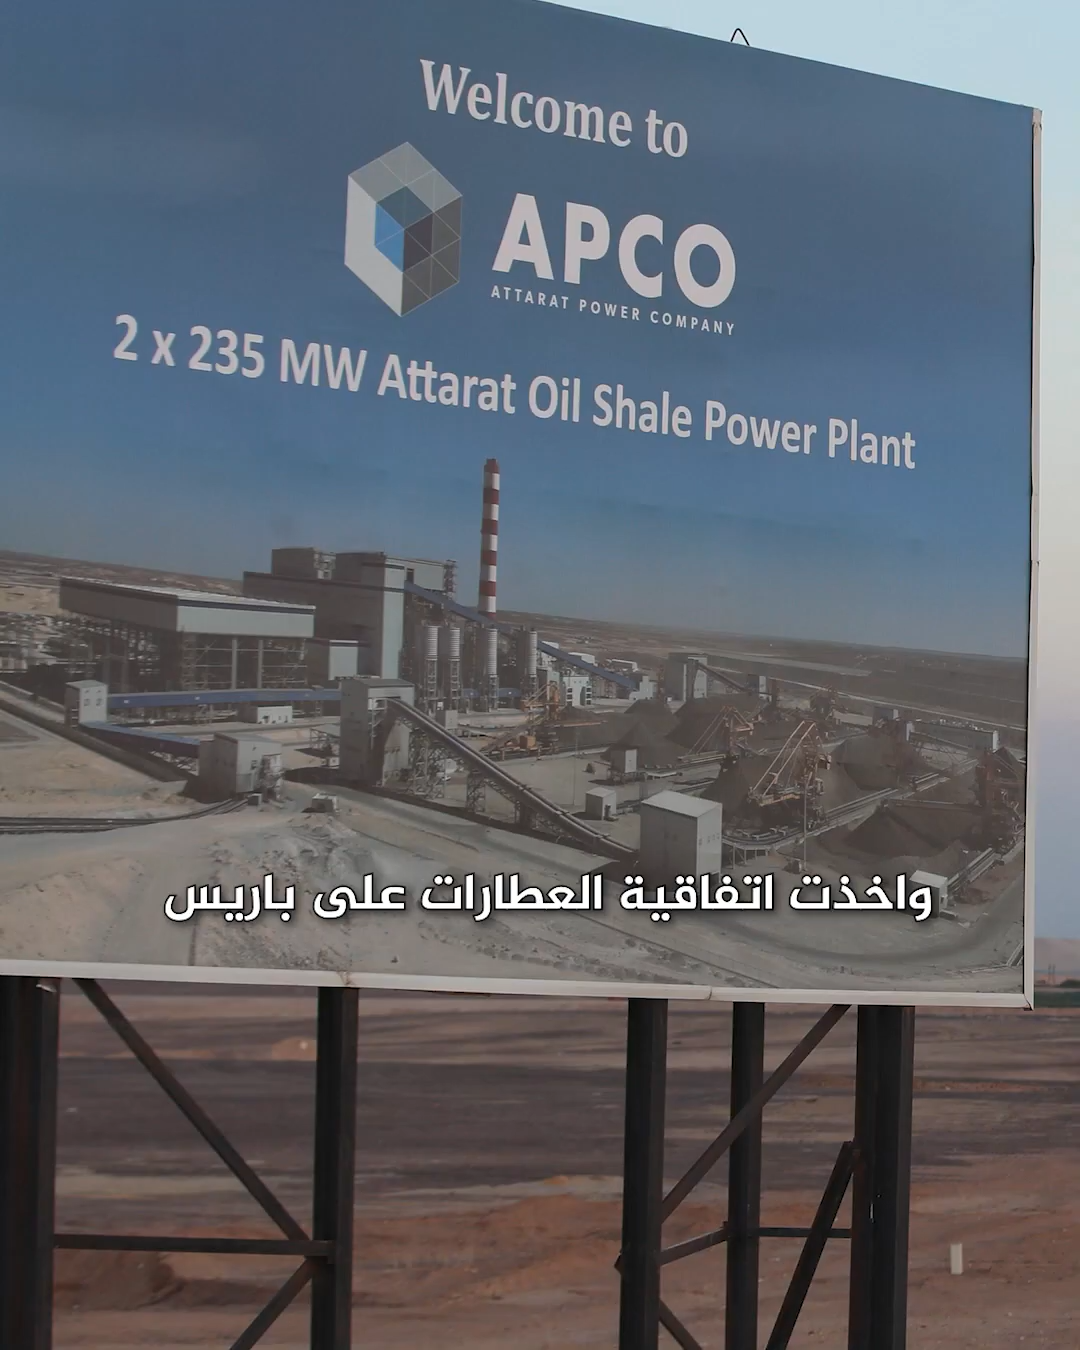 Welcome to
APCO
ATTARAT POWER COMPANY
2 x 235 MW Attarat Oil Shale Power Plant
واخذت اتفاقية العطارات على باريس